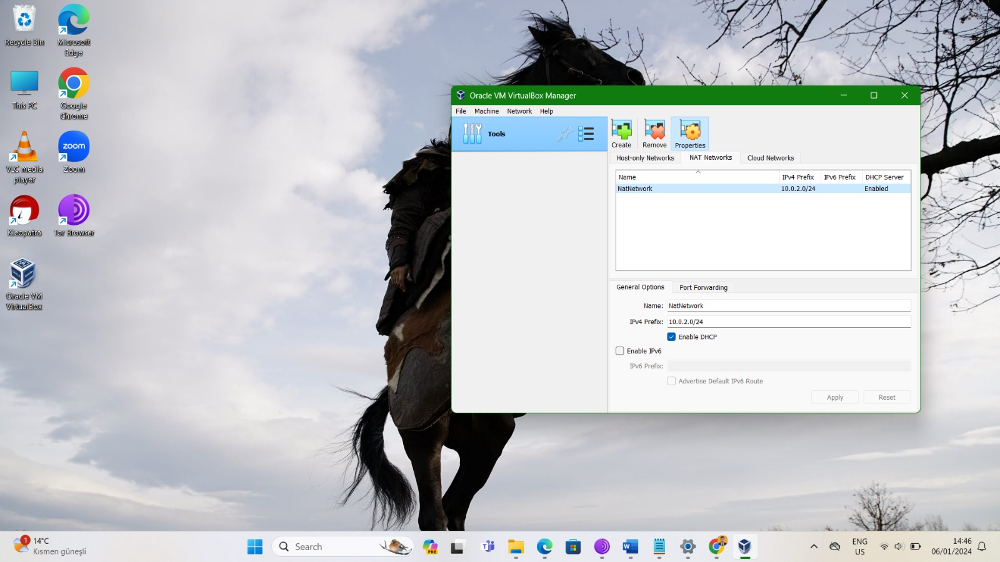 Recycle Bin
Microsoft
Edge
This PC
Google
Chrome
VLC media
player
zoom
Zoom
Kleopatra
Tor Browser
Oracle VM
VirtualBox
Oracle VM VirtualBox Manager
File Machine Network Help
Tools
Create Remove Properties
Host-only Networks NAT Networks Cloud Networks
Name IPv4 Prefix IPv6 Prefix DHCP Server
NatNetwork 10.0.2.0/24 Enabled
General Options Port Forwarding
Name: NatNetwork
IPv4 Prefix: 10.0.2.0/24
Enable DHCP
Enable IPv6
IPv6 Prefix:
Advertise Default IPv6 Route
Apply Reset
1
14°C
Kısmen güneşli
Search
PRE
ENG
US
14:46
06/01/2024